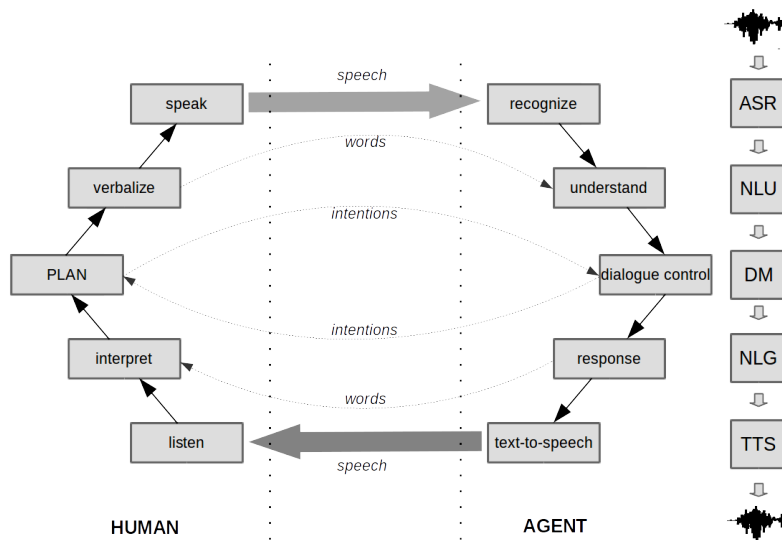 speech
speak
recognize
ASR
words
verbalize
understand
NLU
intentions
PLAN
dialogue control
DM
intentions
interpret
response
NLG
words
listen
text-to-speech
TTS
speech
HUMAN
AGENT